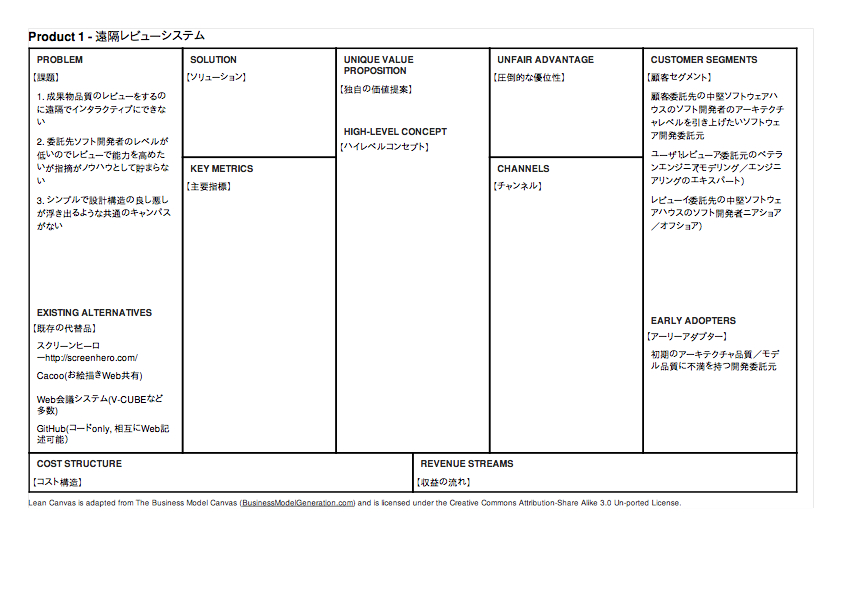 Product 1 - 遠隔レビューシステム
PROBLEM
【課題】
1. 成果物品質のレビューをするの
に遠隔でインタラクティブにできな
い
2. 委託先ソフト開発者のレベルが
低いのでレビューで能力を高めた
いが指摘がノウハウとして貯まらな
い
3. シンプルで設計構造の良し悪し
が浮き出るような共通のキャンバス
がない
EXISTING ALTERNATIVES
【既存の代替品】
スクリーンヒーロ
ーhttp://screenhero.com/
Cacoo(お絵描きWeb共有)
Web会議システム(V-CUBEなど
多数)
GitHub(コードonly, 相互にWeb記
述可能)
SOLUTION
【ソリューション】
KEY METRICS
【主要指標】
UNIQUE VALUE
PROPOSITION
【独自の価値提案】
HIGH-LEVEL CONCEPT
【ハイレベルコンセプト】
UNFAIR ADVANTAGE
【圧倒的な優位性】
CHANNELS
【チャンネル】
CUSTOMER SEGMENTS
【顧客セグメント】
顧客委託先の中堅ソフトウェアハ
ウスのソフト開発者のアーキテクチ
ャレベルを引き上げたいソフトウェ
ア開発委託元
ユーザ1レビューア委託元のベテラ
ンエンジニア(モデリング／エンジニ
アリングのエキスパート)
レビューイ委託先の中堅ソフトウェ
アハウスのソフト開発者ニアショア
／オフショア)
EARLY ADOPTERS
【アーリーアダプター】
初期のアーキテクチャ品質／モデ
ル品質に不満を持つ開発委託元
COST STRUCTURE
【コスト構造】
REVENUE STREAMS
【収益の流れ】
Lean Canvas is adapted from The Business Model Canvas (BusinessModelGeneration.com) and is licensed under the Creative Commons Attribution-Share Alike 3.0 Un-ported License.